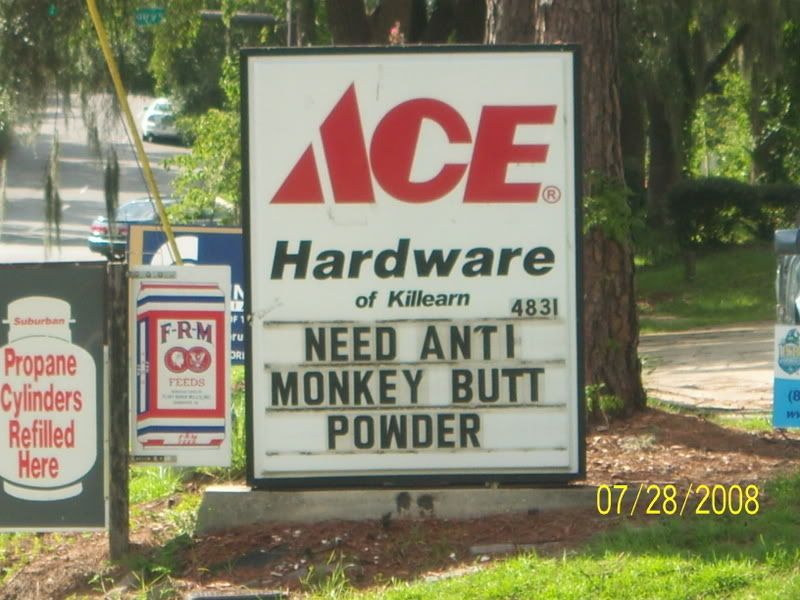 ACE®
Hardware
of Killearn
4831
NEED ANTI
MONKEY BUTT
POWDER
Suburban
Propane
Cylinders
Refilled
Here
F-R-M
FEEDS
07/28/2008